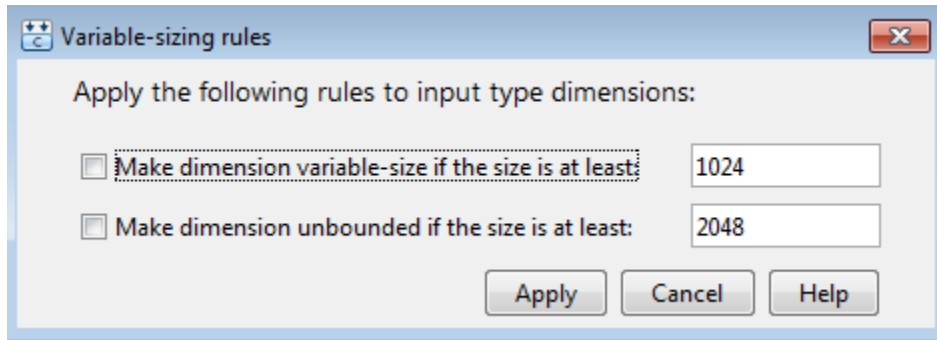 Variable-sizing rules
Apply the following rules to input type dimensions:
Make dimension variable-size if the size is at least: 1024
Make dimension unbounded if the size is at least: 2048
Apply Cancel Help